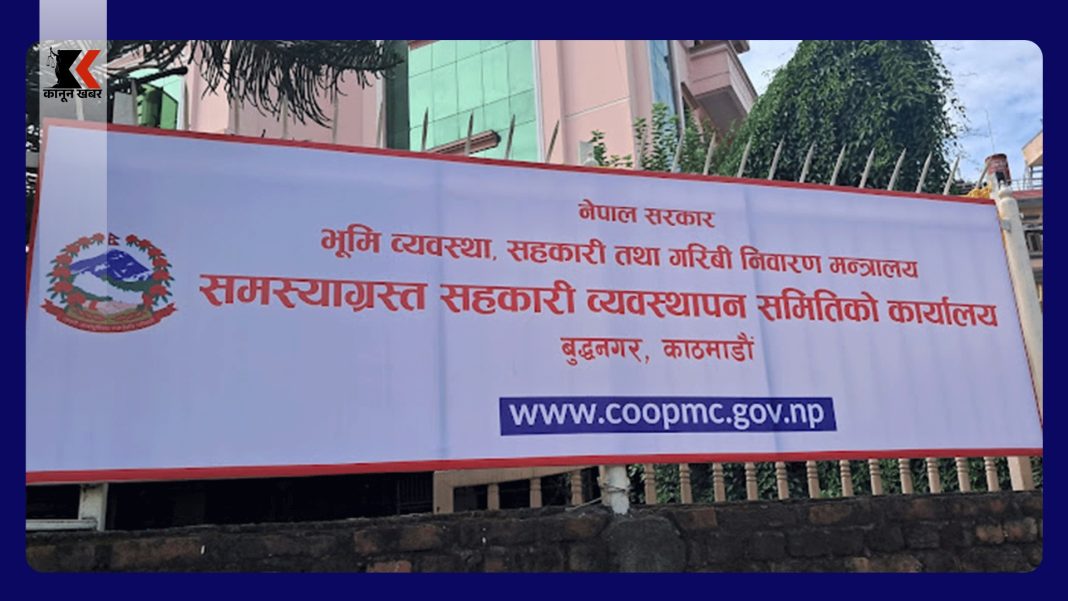 कानून खबर
नेपाल सरकार
भूमि व्यवस्था, सहकारी तथा गरिबी निवारण मन्त्रालय
समस्याग्रस्त सहकारी व्यवस्थापन समितिको कार्यालय
बुद्धनगर, काठमाडौं
www.coopmc.gov.np